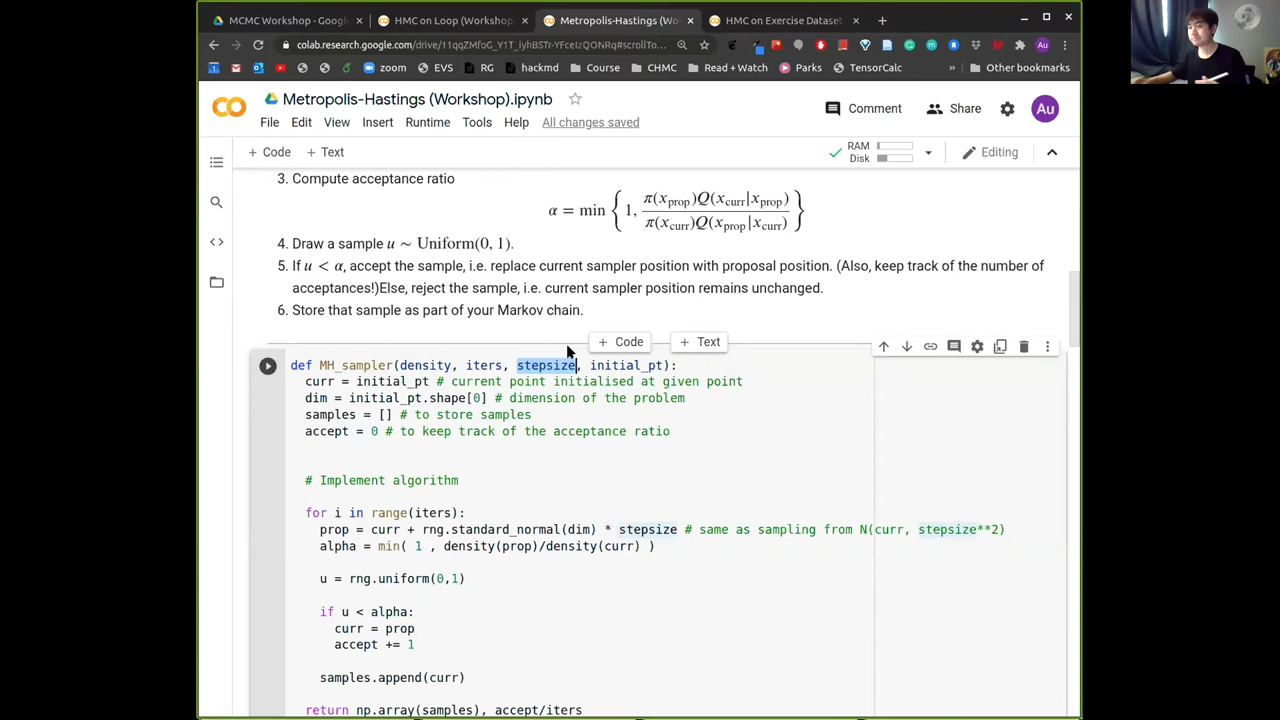 MCMC Workshop - Google
HMC on Loop (Workshop
Metropolis-Hastings (Wo
HMC on Exercise Dataset
colab.research.google.com/drive/11qqZMfoG_Y1T_iyhBSTr-YFceIzQONRq#scrollTo...
zoom EVS RG hackmd Course CHMC Read + Watch Parks TensorCalc » Other bookmarks
Metropolis-Hastings (Workshop).ipynb
Comment Share Au
File Edit View Insert Runtime Tools Help All changes saved
+ Code + Text RAM Disk Editing
3. Compute acceptance ratio
α = min { 1, π(x_prop)Q(x_curr|x_prop) / π(x_curr)Q(x_prop|x_curr) }
4. Draw a sample u ∼ Uniform(0, 1).
5. If u < α, accept the sample, i.e. replace current sampler position with proposal position. (Also, keep track of the number of
acceptances!)Else, reject the sample, i.e. current sampler position remains unchanged.
6. Store that sample as part of your Markov chain.
+ Code + Text
def MH_sampler(density, iters, stepsize, initial_pt):
curr = initial_pt # current point initialised at given point
dim = initial_pt.shape[0] # dimension of the problem
samples = [] # to store samples
accept = 0 # to keep track of the acceptance ratio
# Implement algorithm
for i in range(iters):
prop = curr + rng.standard_normal(dim) * stepsize # same as sampling from N(curr, stepsize**2)
alpha = min( 1 , density(prop)/density(curr) )
u = rng.uniform(0,1)
if u < alpha:
curr = prop
accept += 1
samples.append(curr)
return np.array(samples), accept/iters